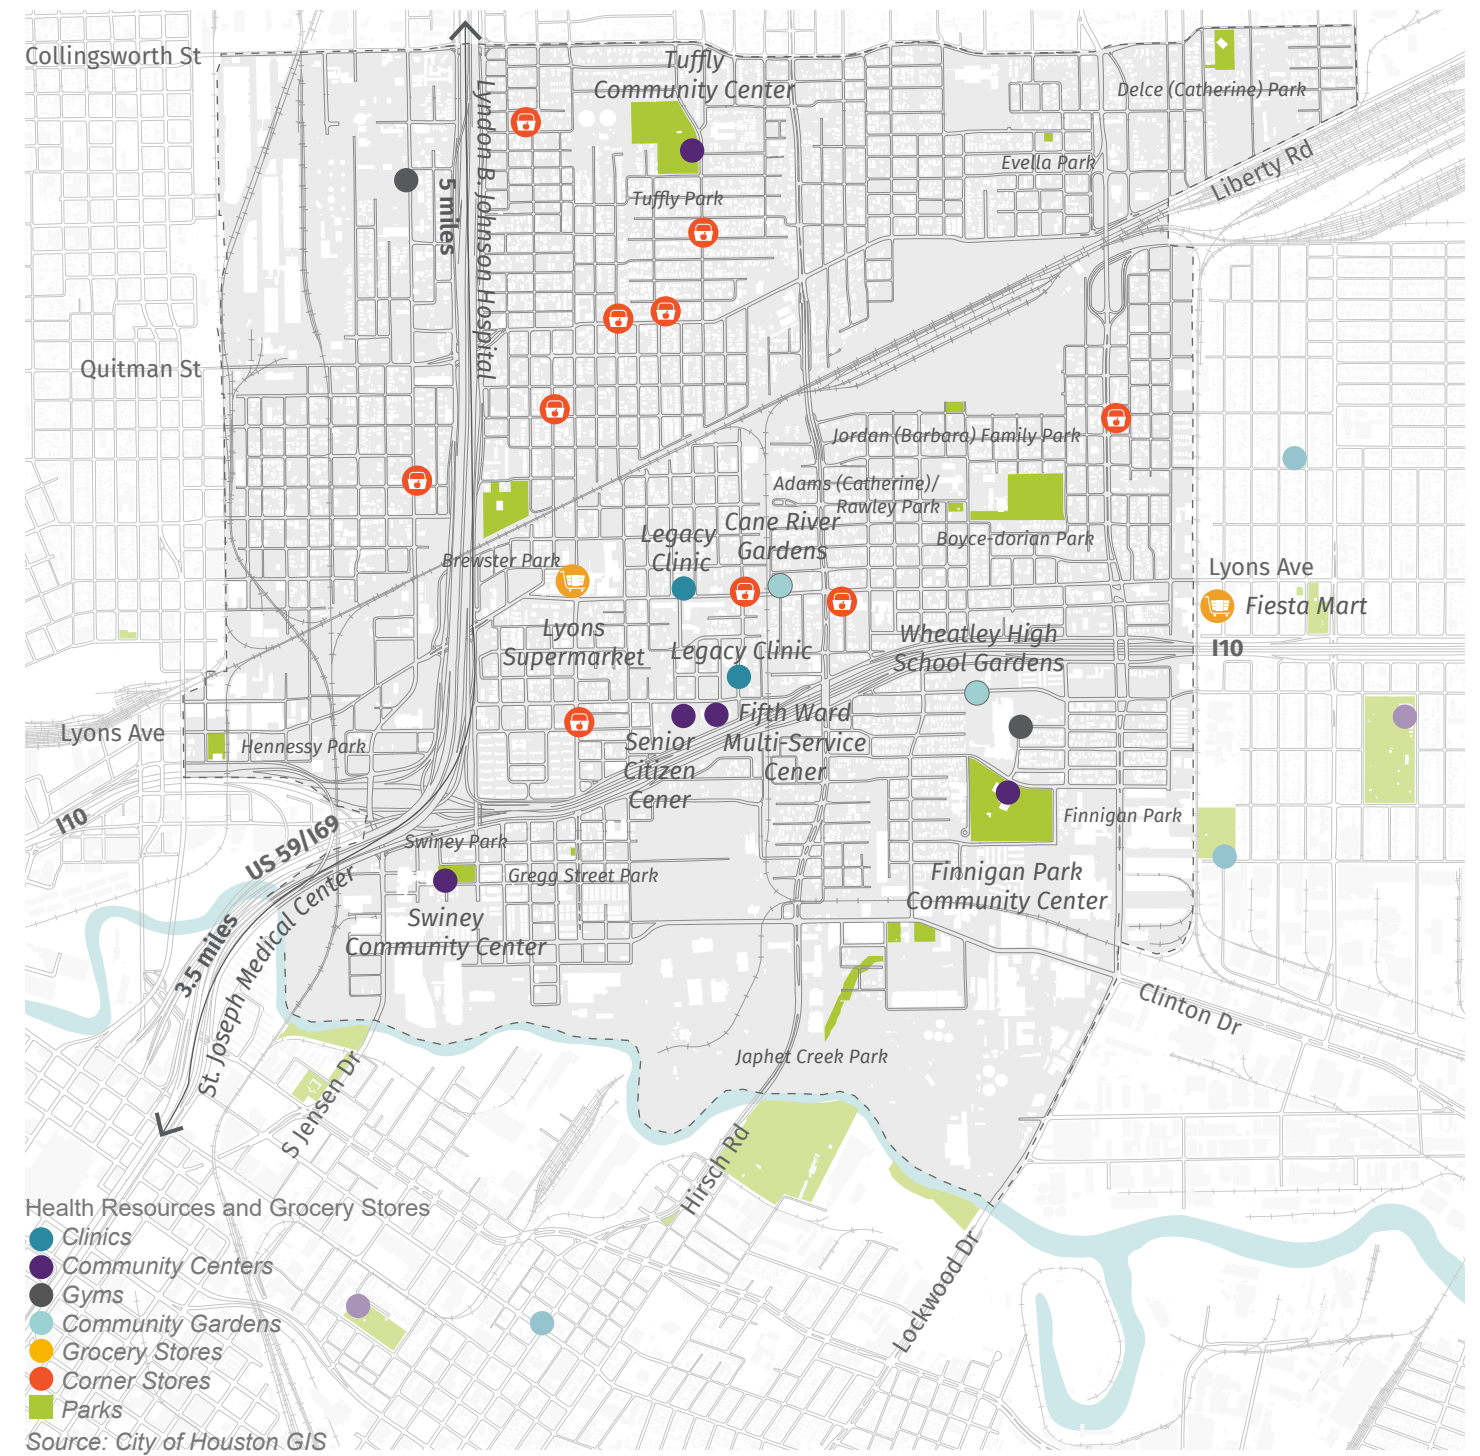 Collingsworth St
Tuffly
Community Center
Delce (Catherine) Park
Lyndon B. Johnson Hospital
5 miles
Evella Park
Liberty Rd
Tuffly Park
Quitman St
Jordan (Barbara) Family Park
Adams (Catherine)/
Rawley Park
Boyce-dorian Park
Cane River
Gardens
Legacy
Clinic
Brewster Park
Lyons Ave
Fiesta Mart
I10
Lyons
Supermarket
Legacy Clinic
Wheatley High
School Gardens
Lyons Ave
Hennessy Park
Senior
Citizen
Cener
Fifth Ward
Multi-Service
Cener
I10
US 59/I69
Finnigan Park
Swiney Park
Gregg Street Park
Finnigan Park
Community Center
Swiney
Community Center
3.5 miles
St. Joseph Medical Center
Clinton Dr
Japhet Creek Park
S Jensen Dr
Hirsch Rd
Lockwood Dr
Health Resources and Grocery Stores
Clinics
Community Centers
Gyms
Community Gardens
Grocery Stores
Corner Stores
Parks
Source: City of Houston GIS